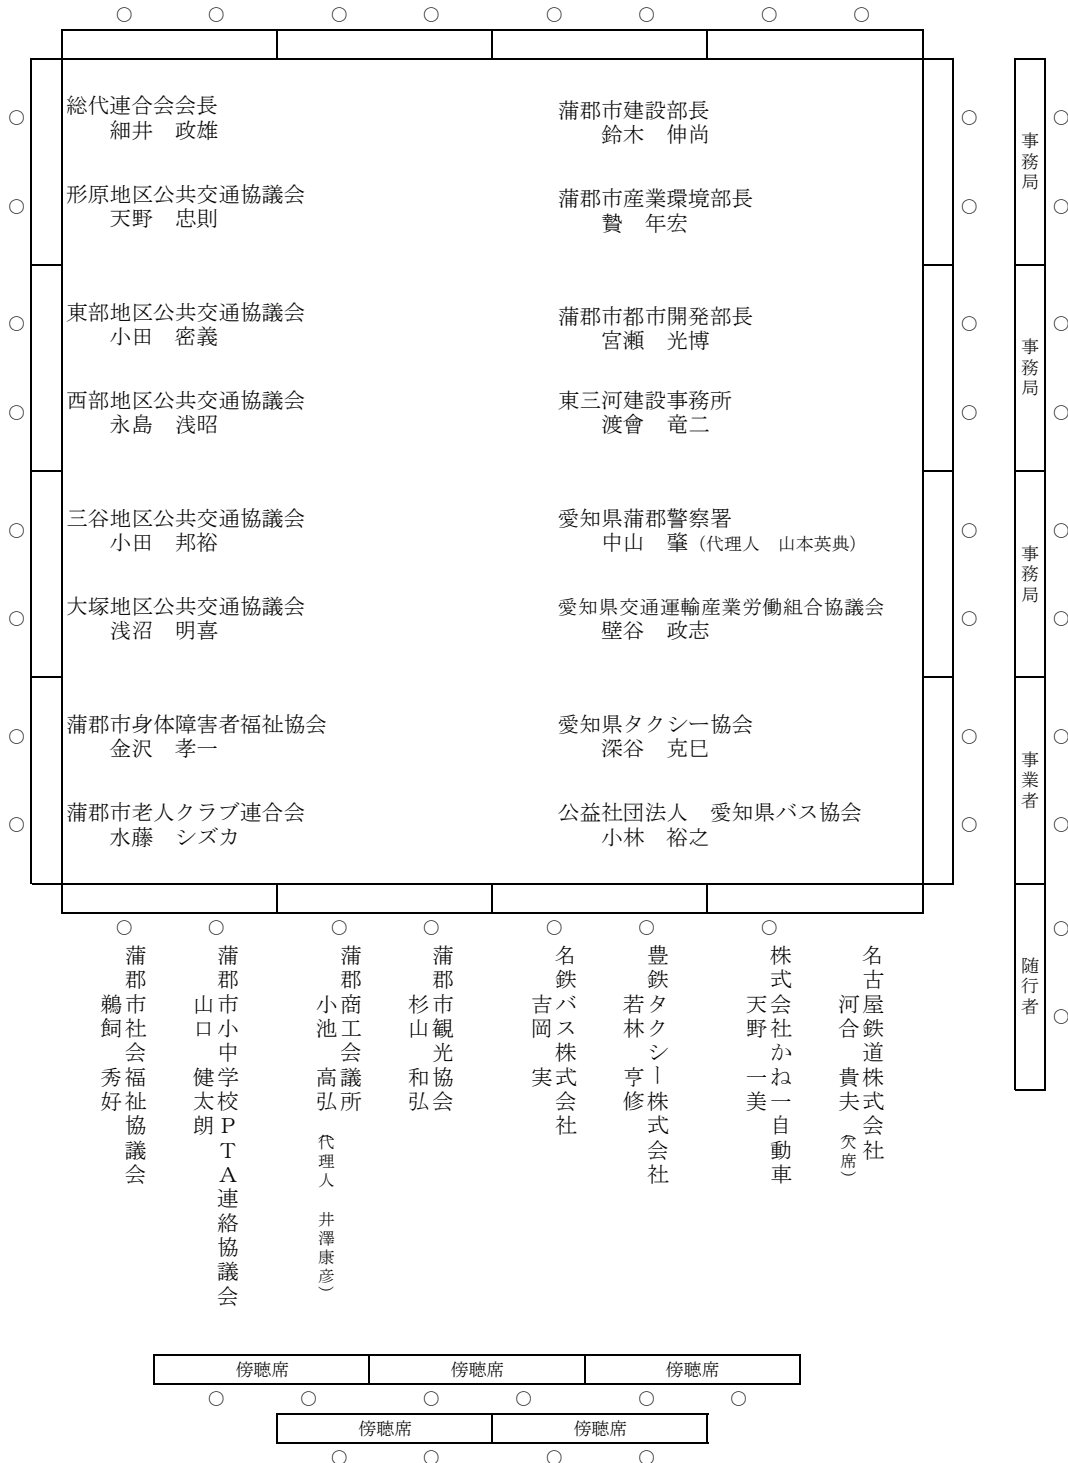 総代連合会会長
細井　政雄
形原地区公共交通協議会
天野　忠則
東部地区公共交通協議会
小田　密義
西部地区公共交通協議会
永島　浅昭
三谷地区公共交通協議会
小田　邦裕
大塚地区公共交通協議会
浅沼　明喜
蒲郡市身体障害者福祉協会
金沢　孝一
蒲郡市老人クラブ連合会
水藤　シズカ
蒲郡市建設部長
鈴木　伸尚
蒲郡市産業環境部長
贄　年宏
蒲郡市都市開発部長
宮瀬　光博
東三河建設事務所
渡會　竜二
愛知県蒲郡警察署
中山　肇（代理人　山本英典）
愛知県交通運輸産業労働組合協議会
壁谷　政志
愛知県タクシー協会
深谷　克巳
公益社団法人　愛知県バス協会
小林　裕之
事務局
事務局
事務局
事業者
随行者
名古屋鉄道株式会社
河合　貴夫（欠席）
株式会社かね一自動車
天野　一美
豊鉄タクシー株式会社
若林　亨修
名鉄バス株式会社
吉岡　実
蒲郡市観光協会
杉山　和弘
蒲郡商工会議所
小池　高弘（代理人　井澤康彦）
蒲郡市小中学校ＰＴＡ連絡協議会
山口　健太朗
蒲郡市社会福祉協議会
鵜飼　秀好
傍聴席
傍聴席
傍聴席
傍聴席
傍聴席